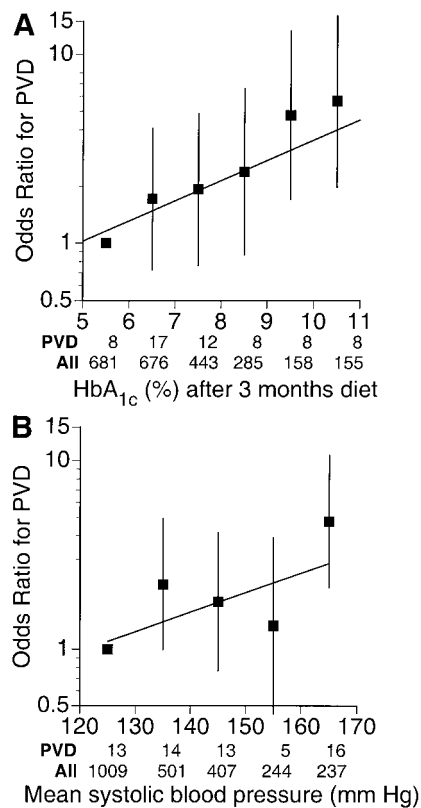 A
15
10
1
0.5
Odds Ratio for PVD
5 6 7 8 9 10 11
PVD 8 17 12 8 8 8
All 681 676 443 285 158 155
HbA1c (%) after 3 months diet
B
15
10
1
0.5
Odds Ratio for PVD
120 130 140 150 160 170
PVD 13 14 13 5 16
All 1009 501 407 244 237
Mean systolic blood pressure (mm Hg)